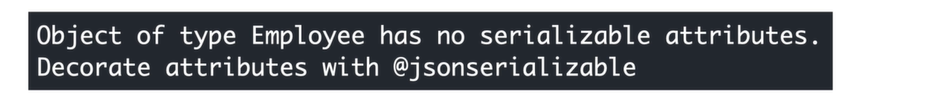 Object of type Employee has no serializable attributes.
Decorate attributes with @jsonserializable